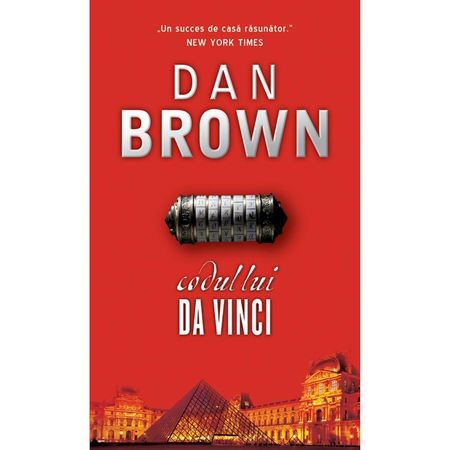 „Un succes de casă răsunător.”
NEW YORK TIMES
DAN
BROWN
codul lui
DA VINCI